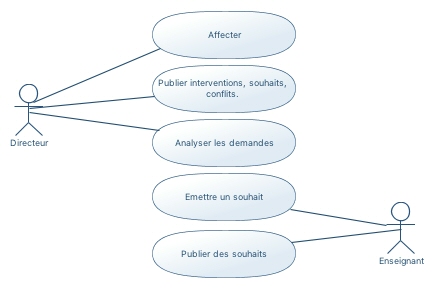 Affecter
Publier interventions, souhaits,
conflits.
Directeur
Analyser les demandes
Emettre un souhait
Publier des souhaits
Enseignant